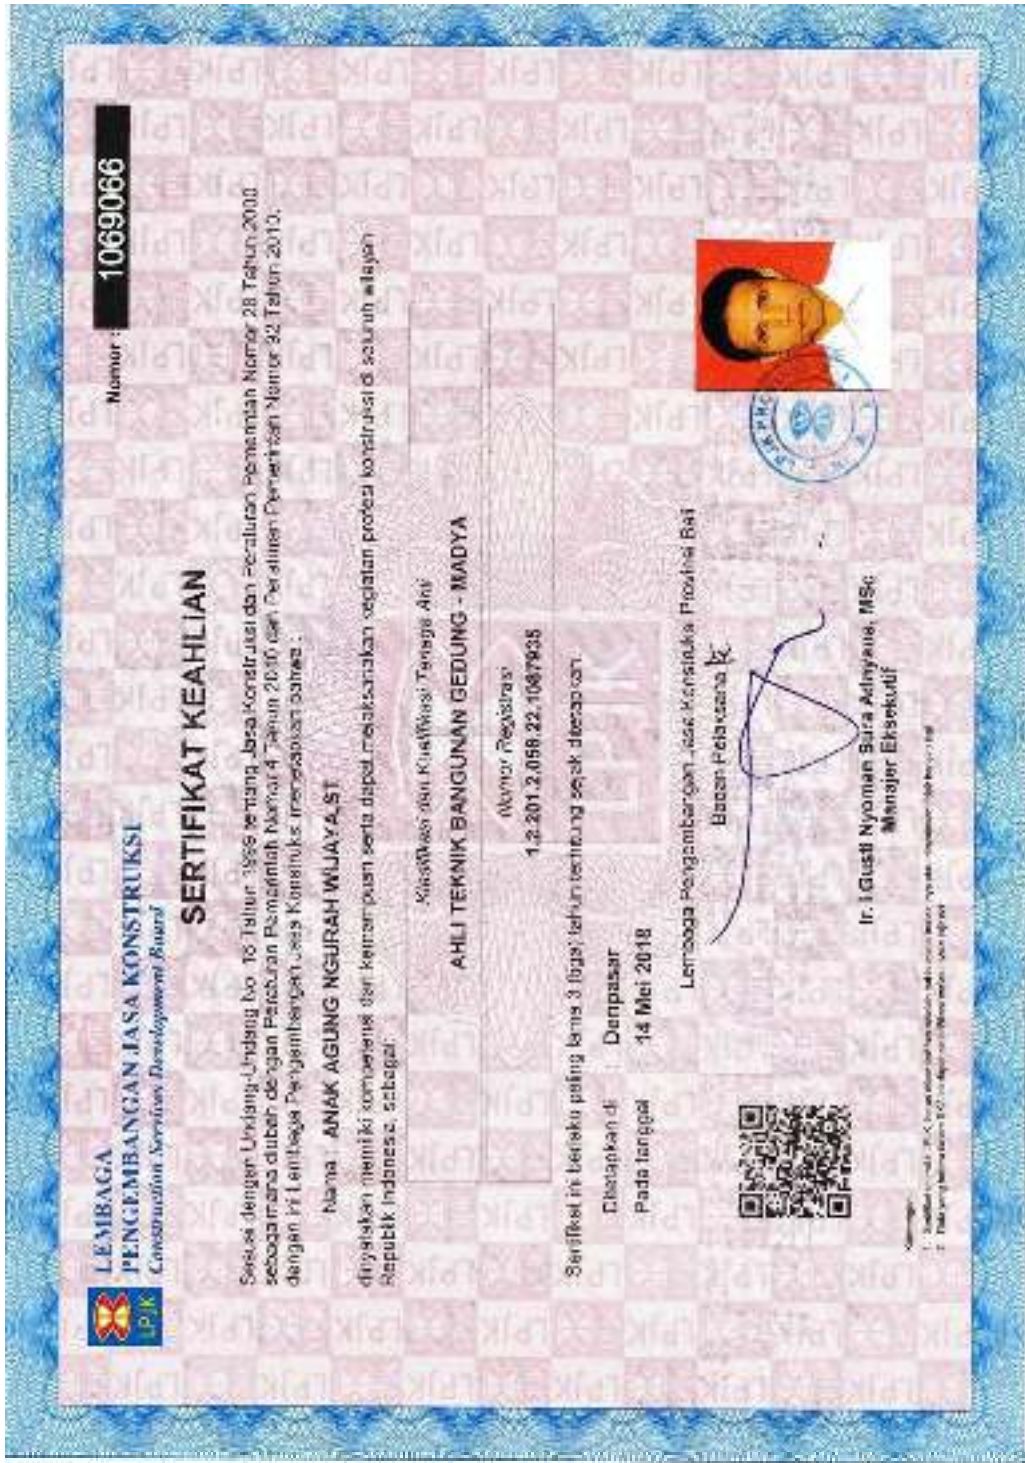 LPJK
LEMBAGA
PENGEMBANGAN JASA KONSTRUKSI
Construction Services Development Board
Nomor : 1069066
SERTIFIKAT KEAHLIAN
Sesuai dengan Undang-Undang No. 18 Tahun 1999 tentang Jasa Konstruksi dan Peraturan Pemerintah Nomor 28 Tahun 2000
sebagaimana diubah dengan Peraturan Pemerintah Nomor 4 Tahun 2010 dan Peraturan Pemerintah Nomor 92 Tahun 2010,
dengan ini Lembaga Pengembangan Jasa Konstruksi menetapkan bahwa :
Nama : ANAK AGUNG NGURAH WIJAYA,ST
dinyatakan memiliki kompetensi dan kemampuan serta dapat melaksanakan kegiatan profesi konstruksi di seluruh wilayah
Republik Indonesia, sebagai:
Klasifikasi dan Kualifikasi Tenaga Ahli
AHLI TEKNIK BANGUNAN GEDUNG - MADYA
Nomor Registrasi
1.2.201.2.058.22.1087935
Sertifikat ini berlaku paling lama 3 (tiga) tahun terhitung sejak ditetapkan.
Ditetapkan di : Denpasar
Pada tanggal : 14 Mei 2018
Lembaga Pengembangan Jasa Konstruksi Provinsi Bali
Badan Pelaksana
Ir. I Gusti Nyoman Sura Adnyana, MSc
Manajer Eksekutif